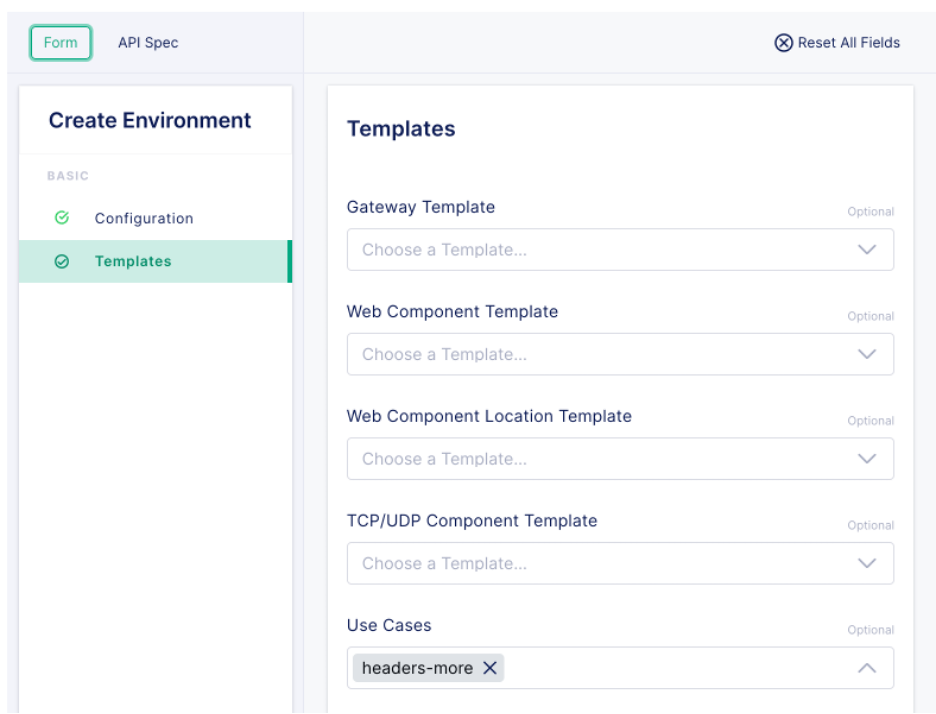 Form API Spec
Reset All Fields
Create Environment
BASIC
Configuration
Templates
Templates
Gateway Template
Optional
Choose a Template...
Web Component Template
Optional
Choose a Template...
Web Component Location Template
Optional
Choose a Template...
TCP/UDP Component Template
Optional
Choose a Template...
Use Cases
Optional
headers-more